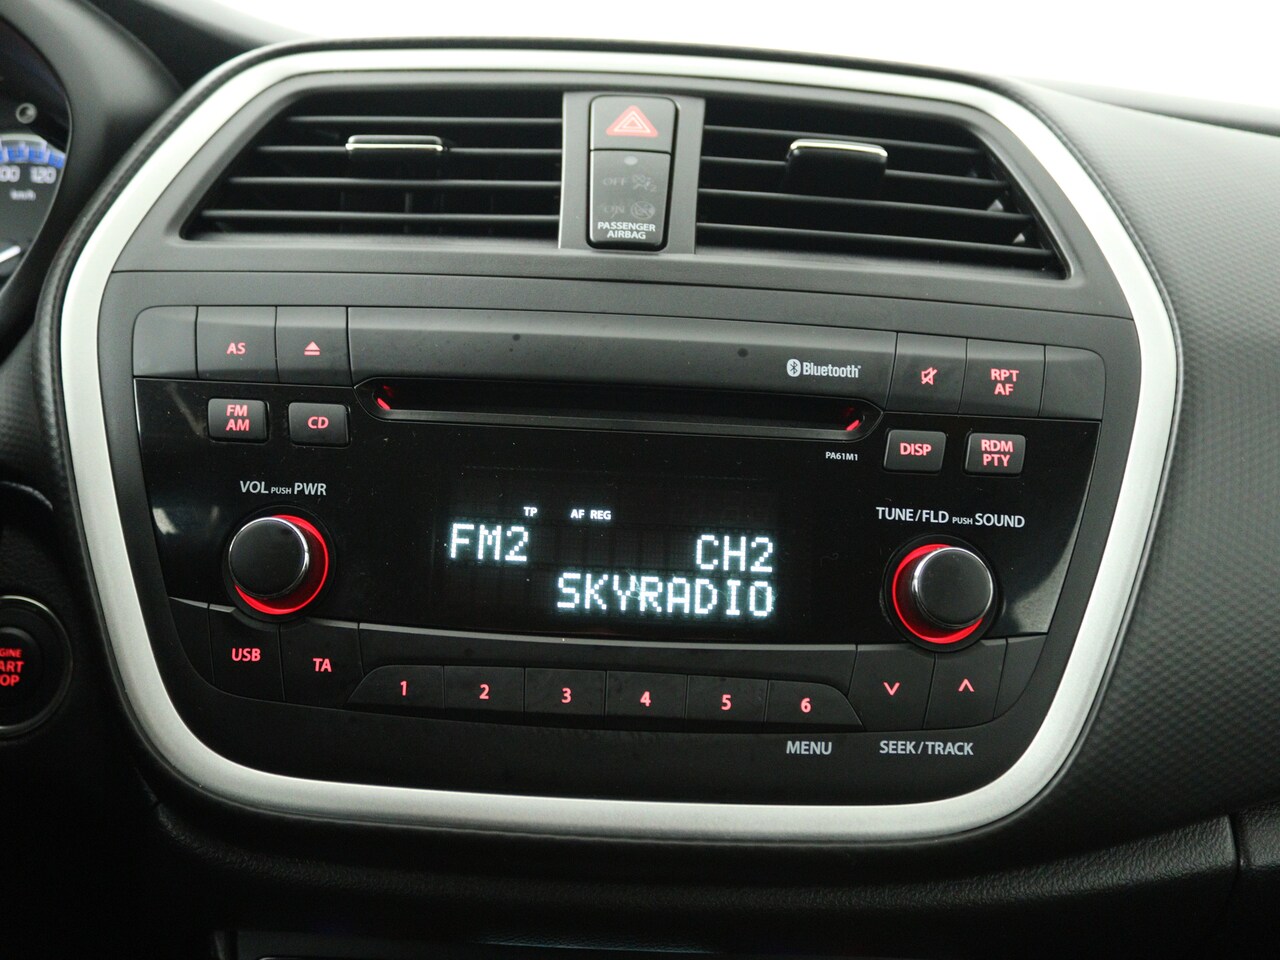 OFF
ON
PASSENGER
AIRBAG
120
km/h
AS
Bluetooth
RPT
AF
FM
AM
CD
PA61M1
DISP
RDM
PTY
VOL PUSH PWR
TUNE/FLD PUSH SOUND
TP AF REG
FM2 CH2
SKYRADIO
USB
TA
1 2 3 4 5 6
MENU
SEEK/TRACK